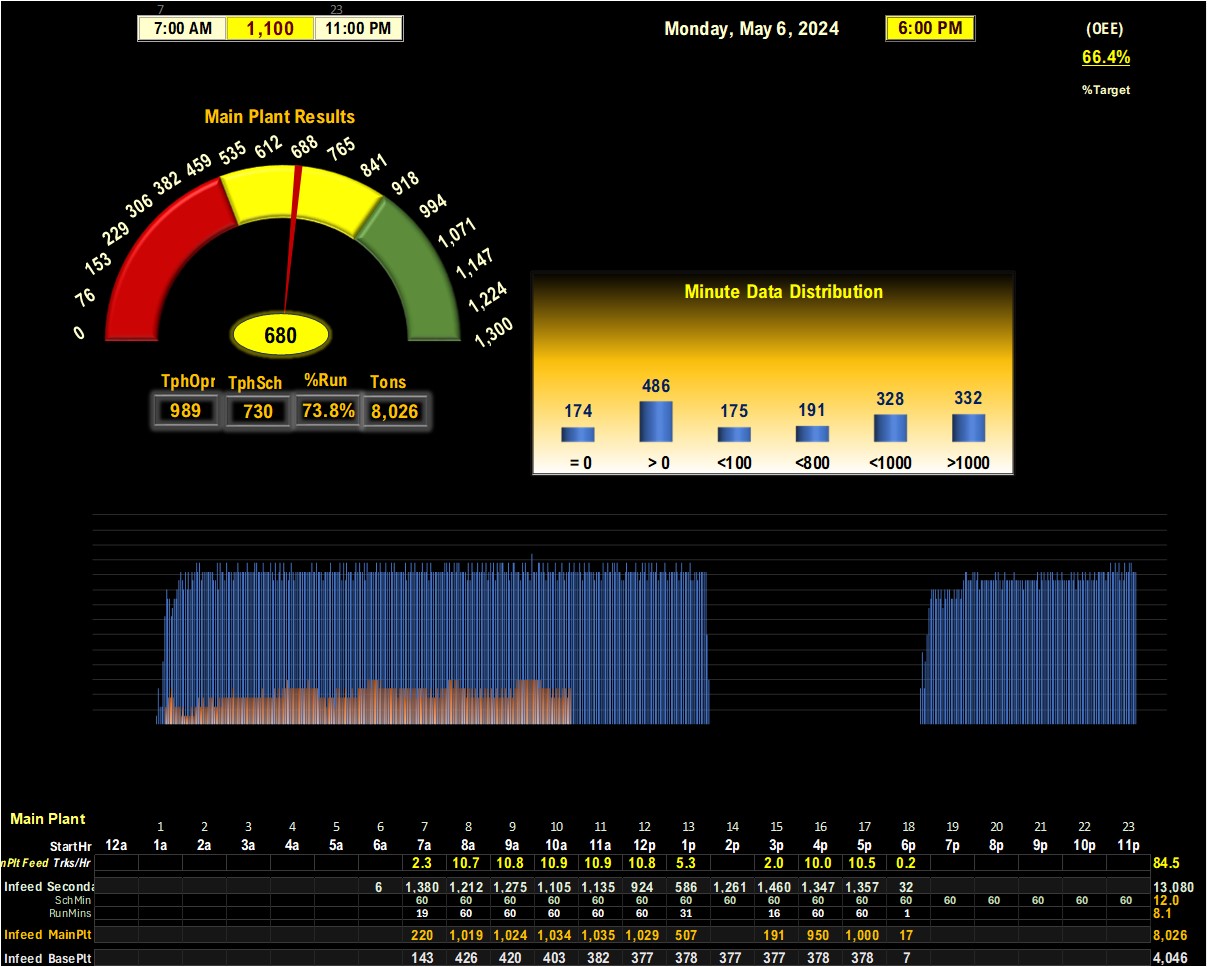 7 23
7:00 AM 1,100 11:00 PM Monday, May 6, 2024 6:00 PM (OEE)
66.4%
%Target
Main Plant Results
0 76 153 229 306 382 459 535 612 688 765 841 918 994 1,071 1,147 1,224 1,300
680
TphOpr TphSch %Run Tons
989 730 73.8% 8,026
Minute Data Distribution
174 486 175 191 328 332
= 0 > 0 <100 <800 <1000 >1000
Main Plant
1 2 3 4 5 6 7 8 9 10 11 12 13 14 15 16 17 18 19 20 21 22 23
StartHr 12a 1a 2a 3a 4a 5a 6a 7a 8a 9a 10a 11a 12p 1p 2p 3p 4p 5p 6p 7p 8p 9p 10p 11p
nPlt Feed Trks/Hr 2.3 10.7 10.8 10.9 10.9 10.8 5.3 2.0 10.0 10.5 0.2 84.5
Infeed Seconda 6 1,380 1,212 1,275 1,105 1,135 924 586 1,261 1,460 1,347 1,357 32 13,080
SchMin 60 60 60 60 60 60 60 60 60 60 60 60 60 60 60 60 60 12.0
RunMins 19 60 60 60 60 60 31 16 60 60 1 8.1
Infeed MainPlt 220 1,019 1,024 1,034 1,035 1,029 507 191 950 1,000 17 8,026
Infeed BasePlt 143 426 420 403 382 377 378 377 377 378 378 7 4,046